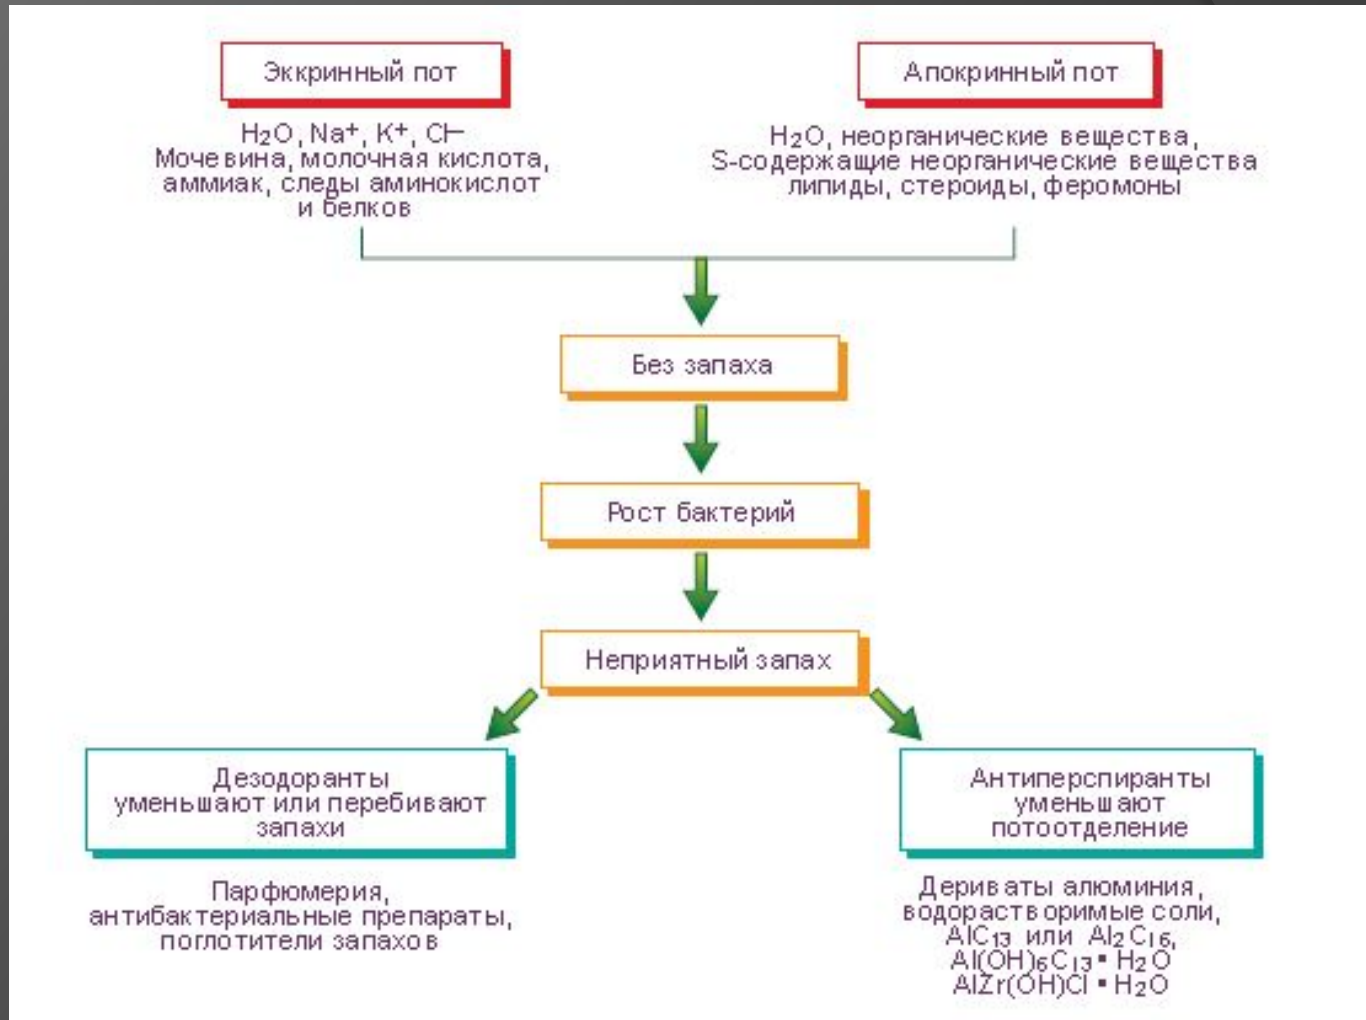 Эккринный пот
H₂O, Na⁺, K⁺, Cl–
Мочевина, молочная кислота,
аммиак, следы аминокислот
и белков
Апокринный пот
H₂O, неорганические вещества,
S-содержащие неорганические вещества
липиды, стероиды, феромоны
Без запаха
Рост бактерий
Неприятный запах
Дезодоранты
уменьшают или перебивают
запахи
Парфюмерия,
антибактериальные препараты,
поглотители запахов
Антиперспиранты
уменьшают
потоотделение
Дериваты алюминия,
водорастворимые соли,
AlC₁₃ или Al₂C₁₆,
Al(OH)₆C₁₃ ▪ H₂O
AlZr(OH)Cl ▪ H₂O